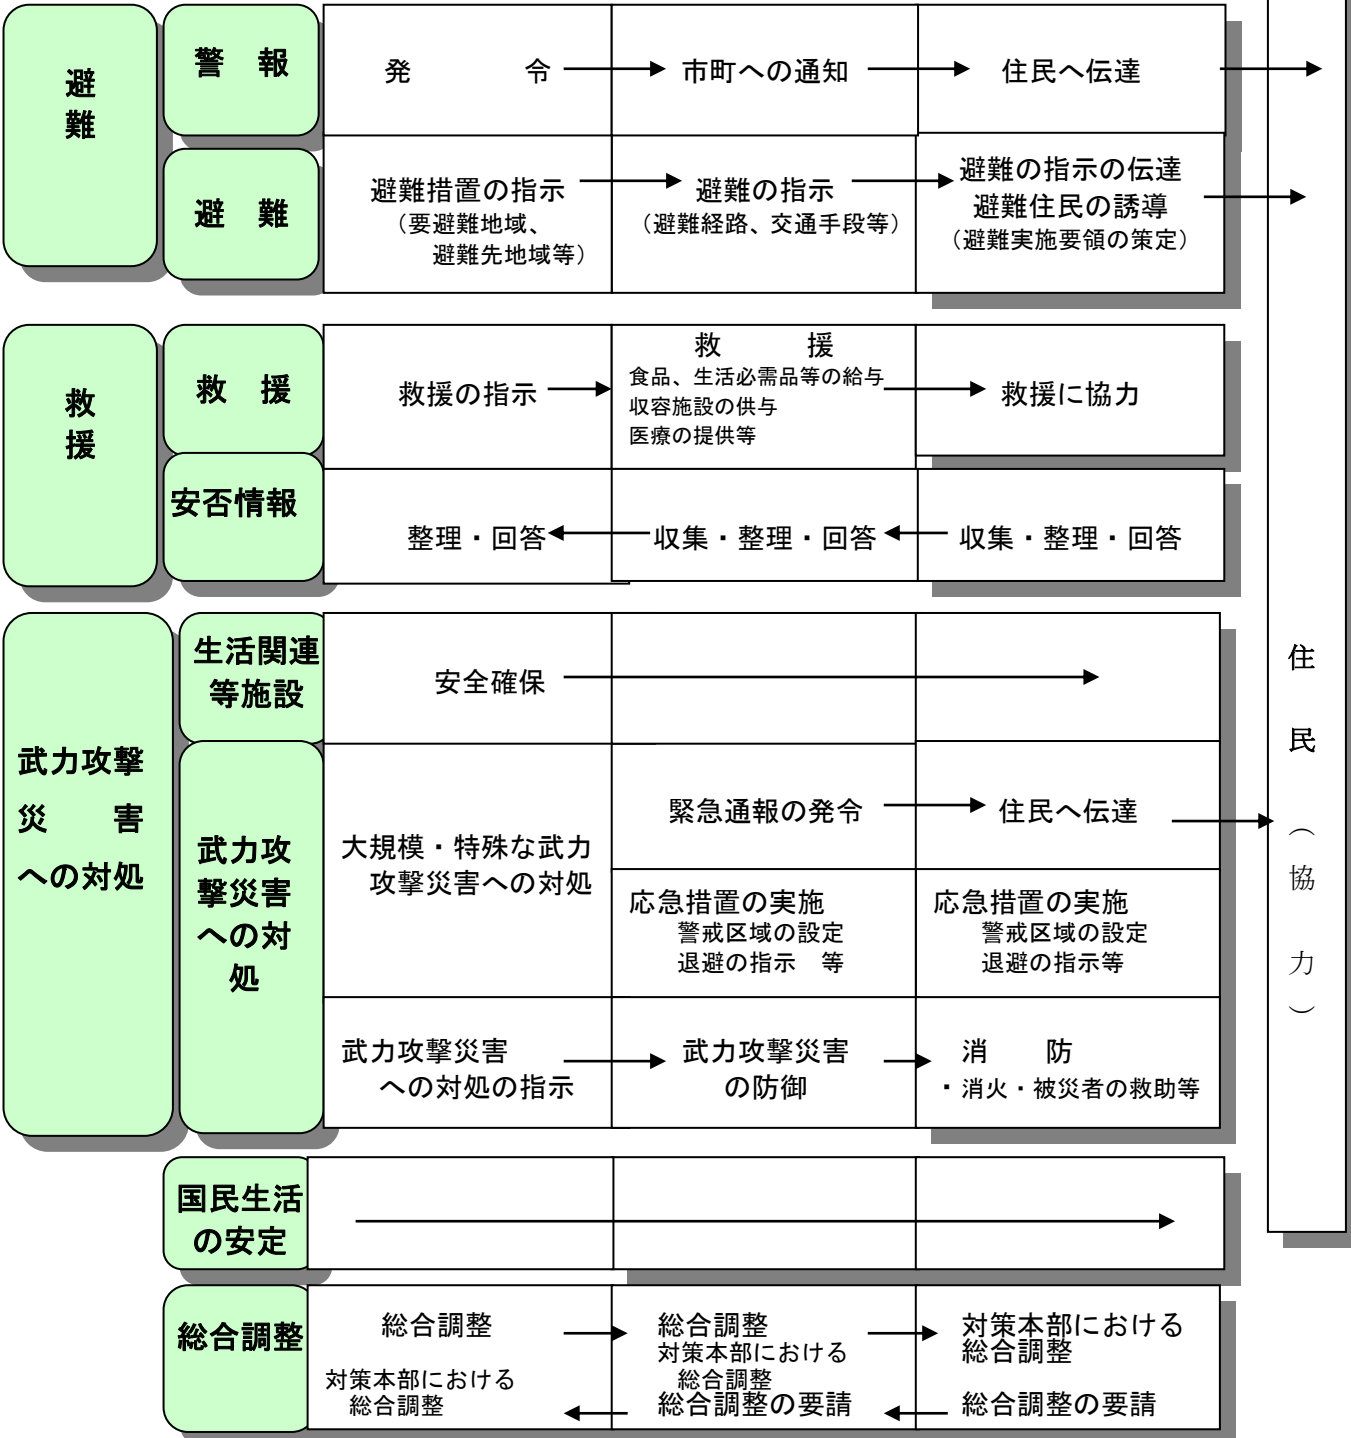 避
難
警　報
発　　　　令
市町への通知
住民へ伝達
避　難
避難措置の指示
（要避難地域、
避難先地域等）
避難の指示
（避難経路、交通手段等）
避難の指示の伝達
避難住民の誘導
（避難実施要領の策定）
救
援
救　援
救援の指示
救　　　援
食品、生活必需品等の給与
収容施設の供与
医療の提供等
救援に協力
安否情報
整理・回答
収集・整理・回答
収集・整理・回答
武力攻撃
災　　害
への対処
生活関連
等施設
安全確保
武力攻
撃災害
への対
処
大規模・特殊な武力
攻撃災害への対処
緊急通報の発令
住民へ伝達
応急措置の実施
警戒区域の設定
退避の指示　等
応急措置の実施
警戒区域の設定
退避の指示等
武力攻撃災害
への対処の指示
武力攻撃災害
の防御
消　　防
・消火・被災者の救助等
国民生活
の安定
総合調整
総合調整
対策本部における
総合調整
総合調整
対策本部における
総合調整
総合調整の要請
対策本部における
総合調整
総合調整の要請
住
民
（
協
力
）